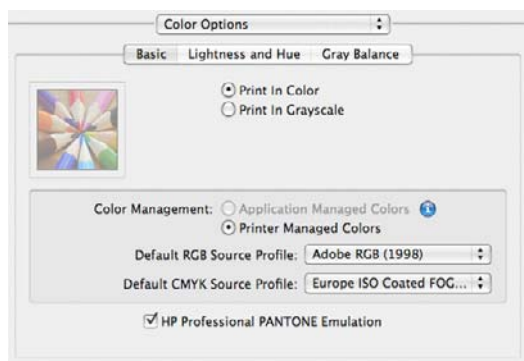 Color Options
Basic Lightness and Hue Gray Balance
Print In Color
Print In Grayscale
Color Management: Application Managed Colors
Printer Managed Colors
Default RGB Source Profile: Adobe RGB (1998)
Default CMYK Source Profile: Europe ISO Coated FOG...
HP Professional PANTONE Emulation